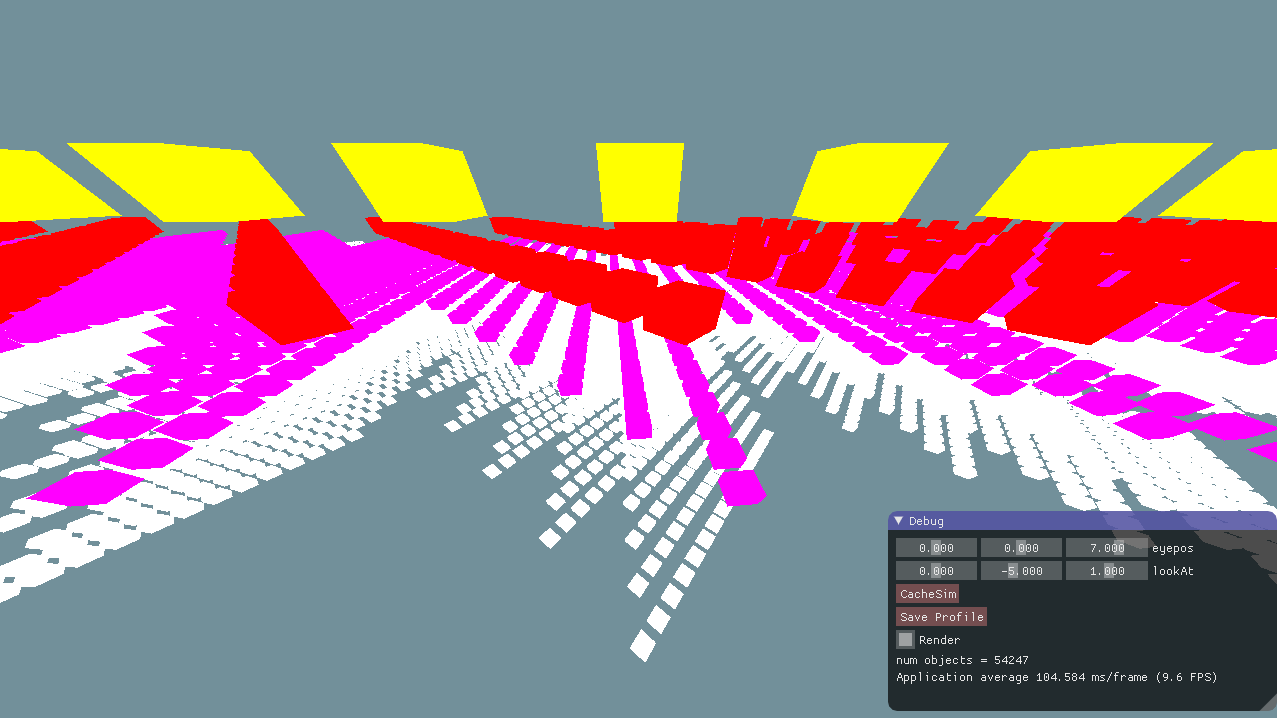 Debug
0.000 0.000 7.000 eyepos
0.000 -5.000 1.000 lookAt
CacheSim
Save Profile
Render
num objects = 54247
Application average 104.584 ms/frame (9.6 FPS)